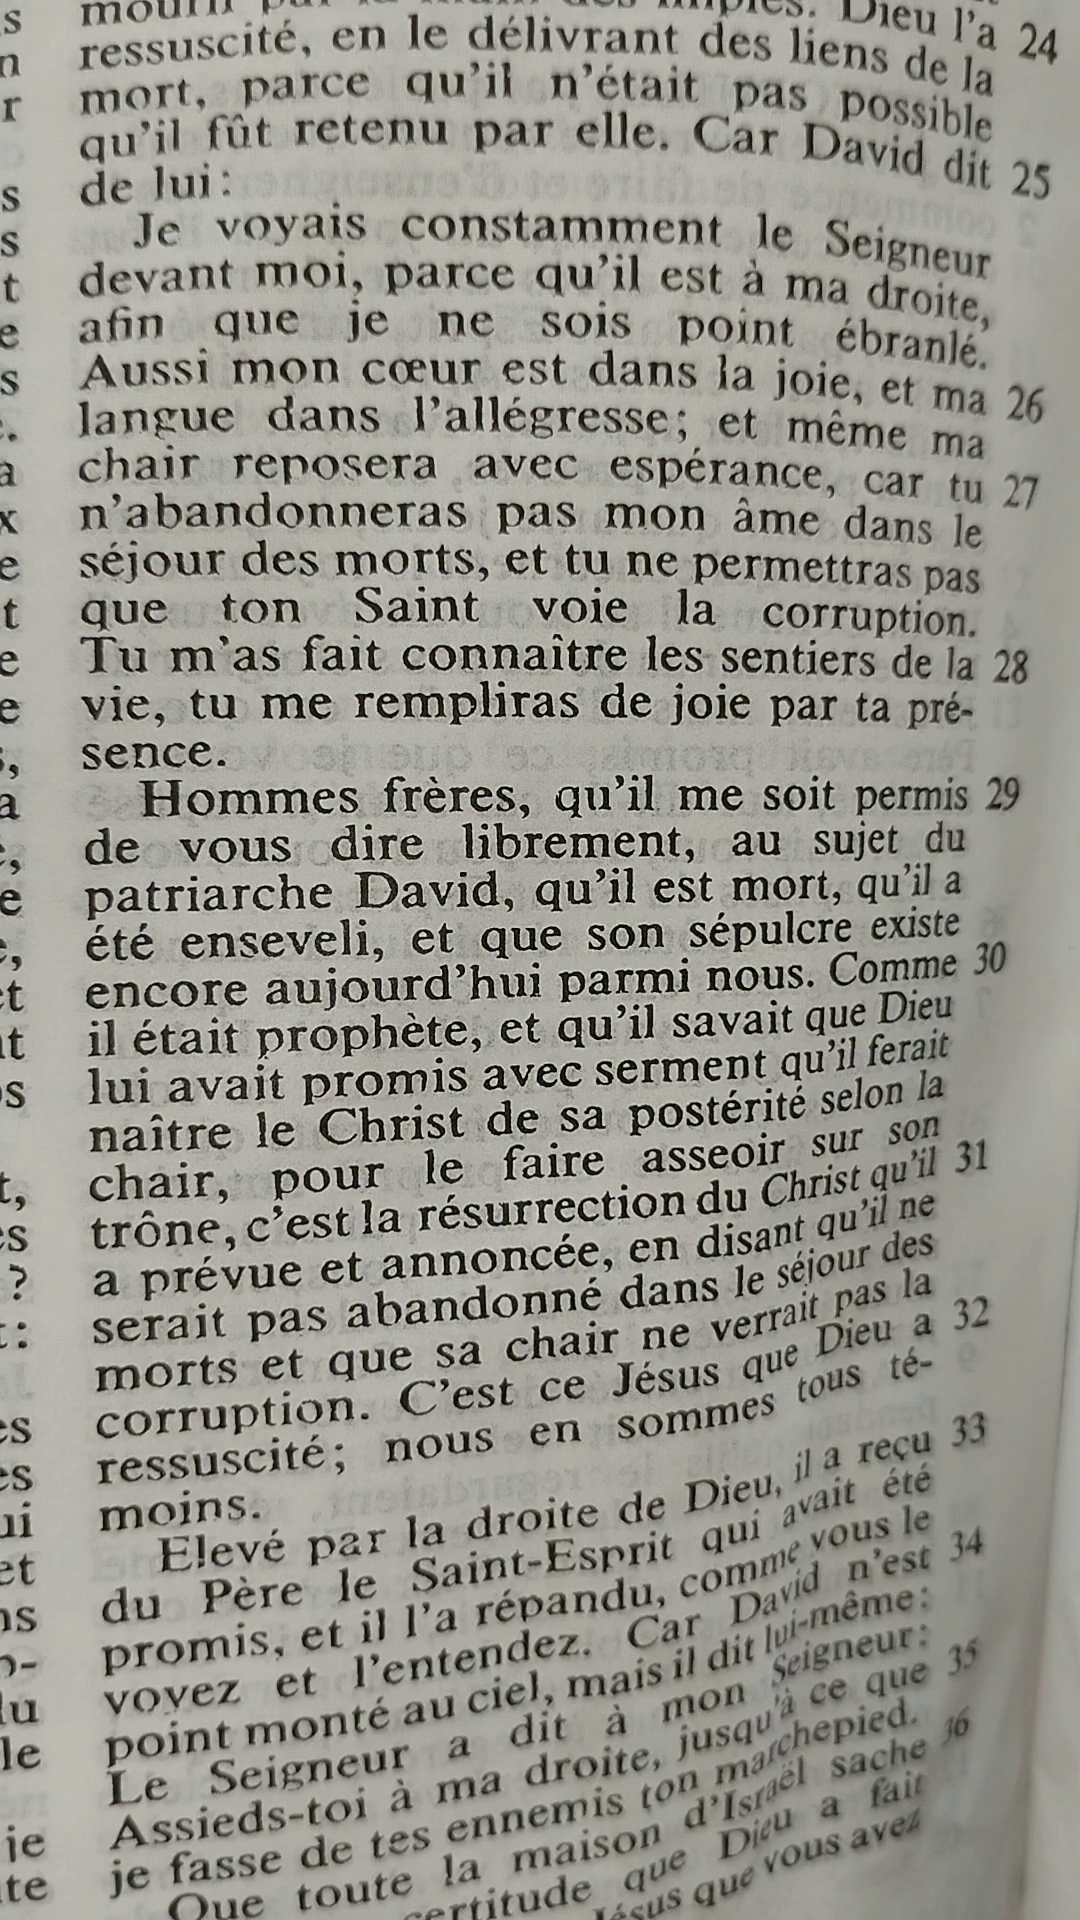 mourir par la main des impies. Dieu l'a 24
ressuscité, en le délivrant des liens de la
mort, parce qu'il n'était pas possible
qu'il fût retenu par elle. Car David dit 25
de lui:
Je voyais constamment le Seigneur
devant moi, parce qu'il est à ma droite,
afin que je ne sois point ébranlé.
Aussi mon cœur est dans la joie, et ma 26
langue dans l'allégresse; et même ma
chair reposera avec espérance, car tu 27
n'abandonneras pas mon âme dans le
séjour des morts, et tu ne permettras pas
que ton Saint voie la corruption.
Tu m'as fait connaître les sentiers de la 28
vie, tu me rempliras de joie par ta pré-
sence.
Hommes frères, qu'il me soit permis 29
de vous dire librement, au sujet du
patriarche David, qu'il est mort, qu'il a
été enseveli, et que son sépulcre existe
encore aujourd'hui parmi nous. Comme 30
il était prophète, et qu'il savait que Dieu
lui avait promis avec serment qu'il ferait
naître le Christ de sa postérité selon la
chair, pour le faire asseoir sur son
trône, c'est la résurrection du Christ qu'il 31
a prévue et annoncée, en disant qu'il ne
serait pas abandonné dans le séjour des
morts et que sa chair ne verrait pas la
corruption. C'est ce Jésus que Dieu a 32
ressuscité; nous en sommes tous té-
moins.
Elevé par la droite de Dieu, il a reçu 33
du Père le Saint-Esprit qui avait été
promis, et il l'a répandu, comme vous le
voyez et l'entendez. Car David n'est 34
point monté au ciel, mais il dit lui-même:
Le Seigneur a dit à mon Seigneur:
Assieds-toi à ma droite, jusqu'à ce que 35
je fasse de tes ennemis ton marchepied.
Que toute la maison d'Israël sache 36
certitude que Dieu a fait
Jésus que vous avez